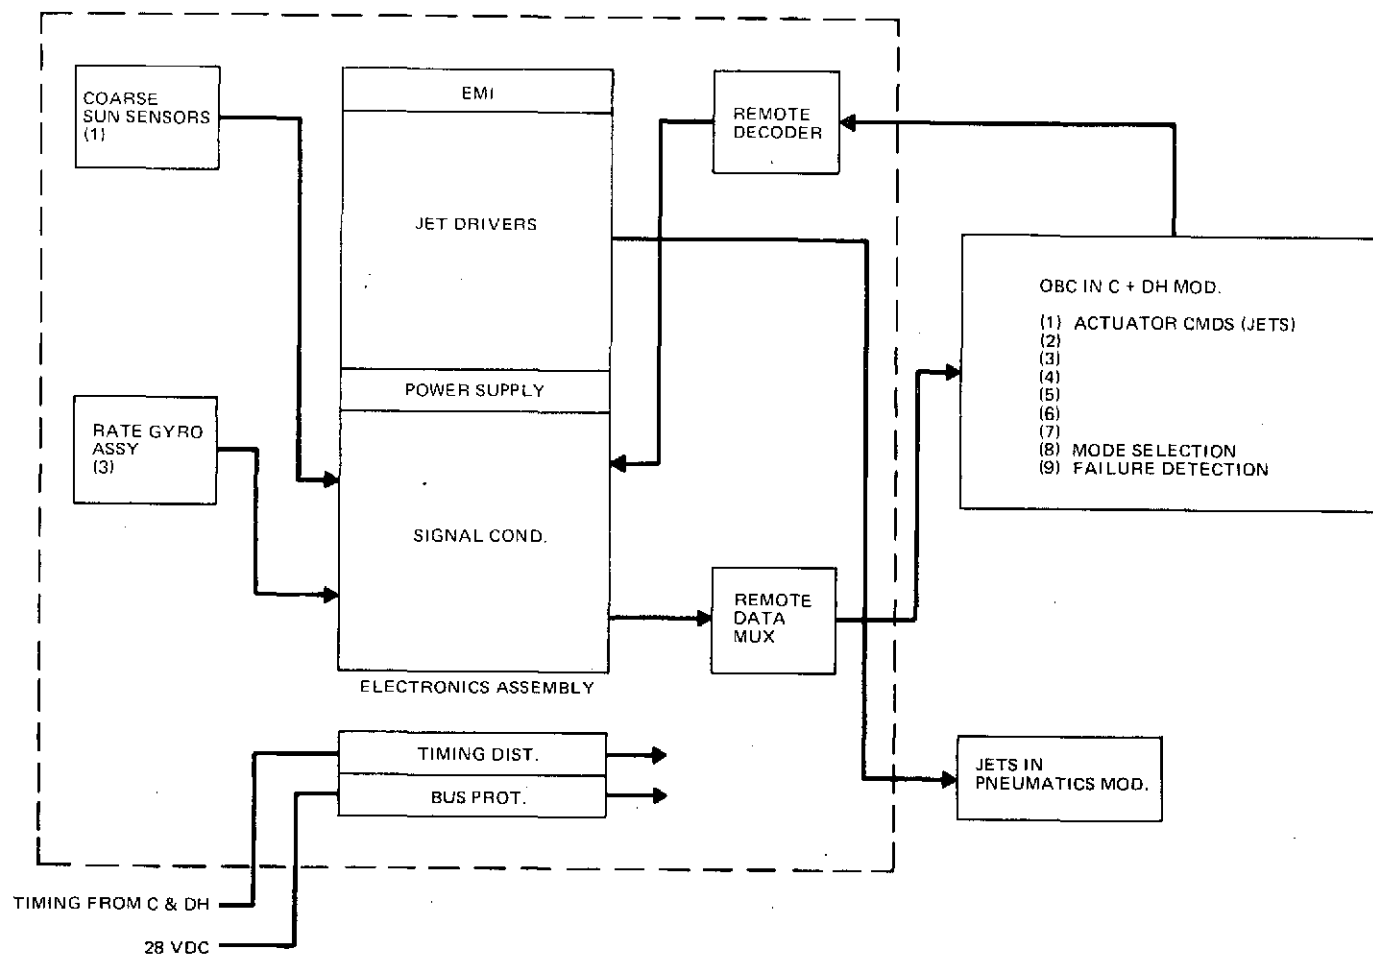 COARSE
SUN SENSORS
(1)
EMI
JET DRIVERS
POWER SUPPLY
SIGNAL COND.
ELECTRONICS ASSEMBLY
REMOTE
DECODER
RATE GYRO
ASSY
(3)
REMOTE
DATA
MUX
OBC IN C + DH MOD.
(1) ACTUATOR CMDS (JETS)
(2)
(3)
(4)
(5)
(6)
(7)
(8) MODE SELECTION
(9) FAILURE DETECTION
TIMING DIST.
BUS PROT.
JETS IN
PNEUMATICS MOD.
TIMING FROM C & DH
28 VDC